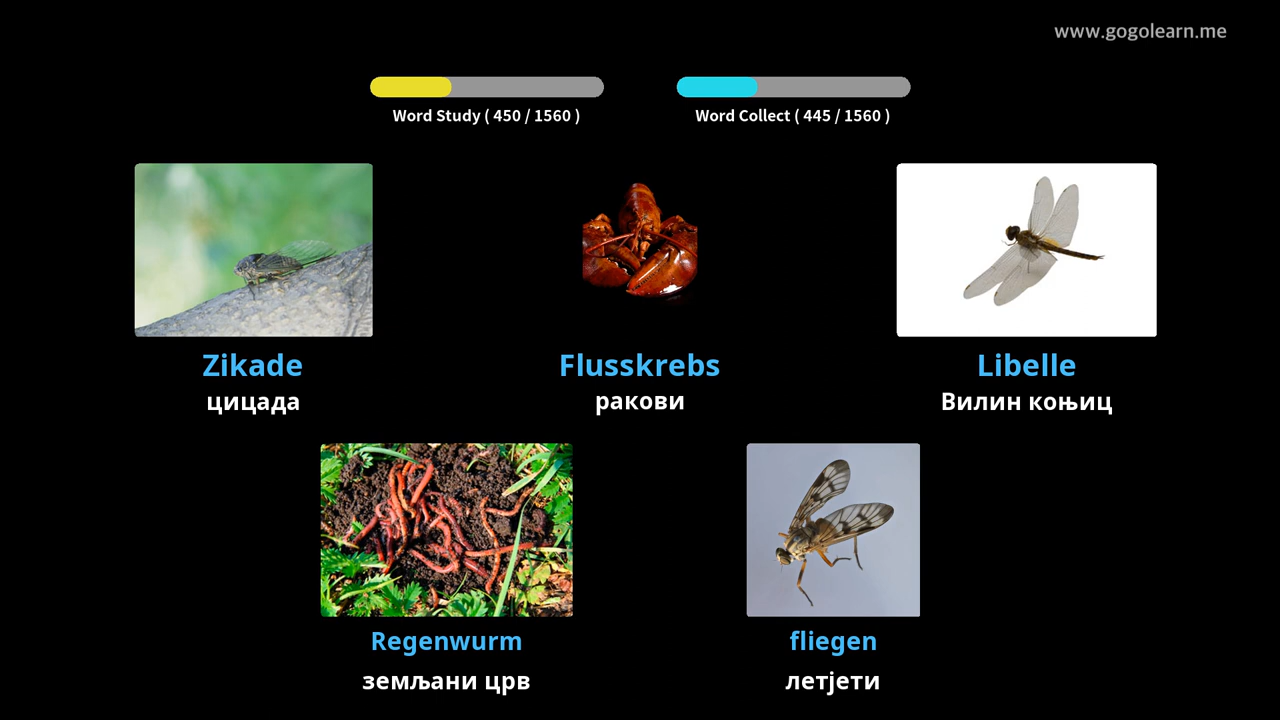 www.gogolearn.me
Word Study ( 450 / 1560 )
Word Collect ( 445 / 1560 )
Zikade
цицада
Flusskrebs
ракови
Libelle
Вилин коњиц
Regenwurm
земљани црв
fliegen
летјети